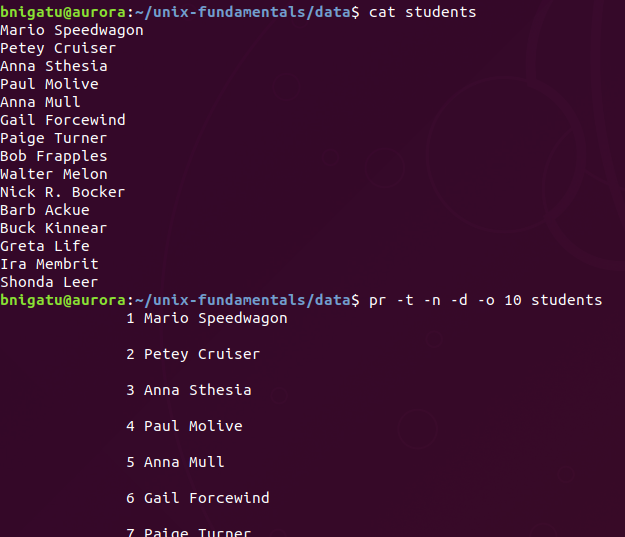 bnigatu@aurora:~/unix-fundamentals/data$ cat students
Mario Speedwagon
Petey Cruiser
Anna Sthesia
Paul Molive
Anna Mull
Gail Forcewind
Paige Turner
Bob Frapples
Walter Melon
Nick R. Bocker
Barb Ackue
Buck Kinnear
Greta Life
Ira Membrit
Shonda Leer
bnigatu@aurora:~/unix-fundamentals/data$ pr -t -n -d -o 10 students
1 Mario Speedwagon
2 Petey Cruiser
3 Anna Sthesia
4 Paul Molive
5 Anna Mull
6 Gail Forcewind
7 Paige Turner